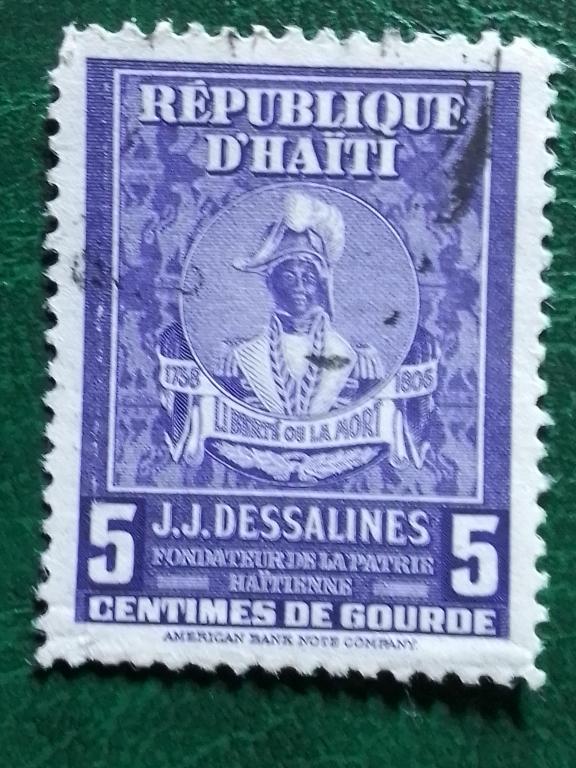 RÉPUBLIQUE
D'HAÏTI
1758 1806
LIBERTÉ OU LA MORT
5 J.J.DESSALINES 5
FONDATEUR DE LA PATRIE
HAÏTIENNE
CENTIMES DE GOURDE
AMERICAN BANK NOTE COMPANY.